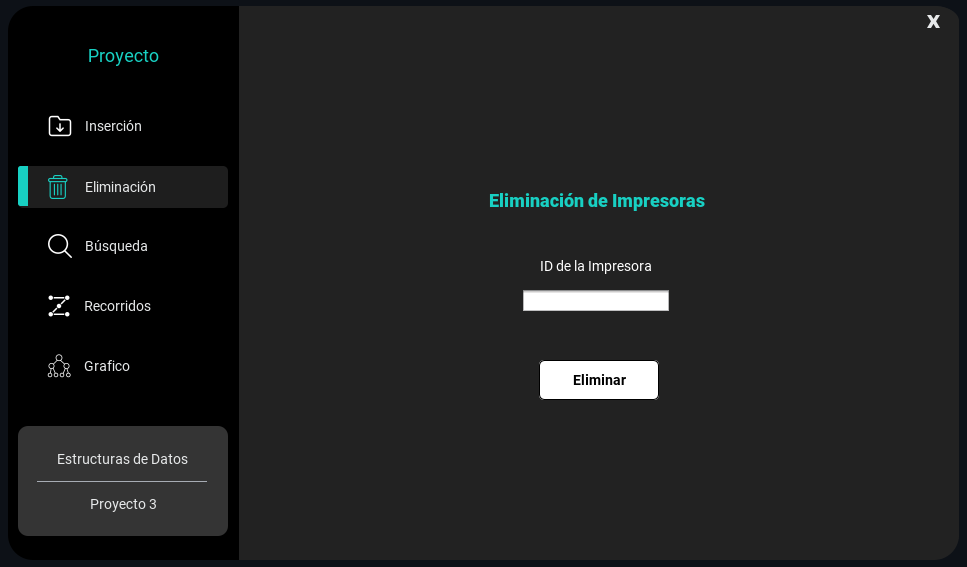 X
Proyecto
Inserción
Eliminación
Búsqueda
Recorridos
Grafico
Estructuras de Datos
Proyecto 3
Eliminación de Impresoras
ID de la Impresora
Eliminar